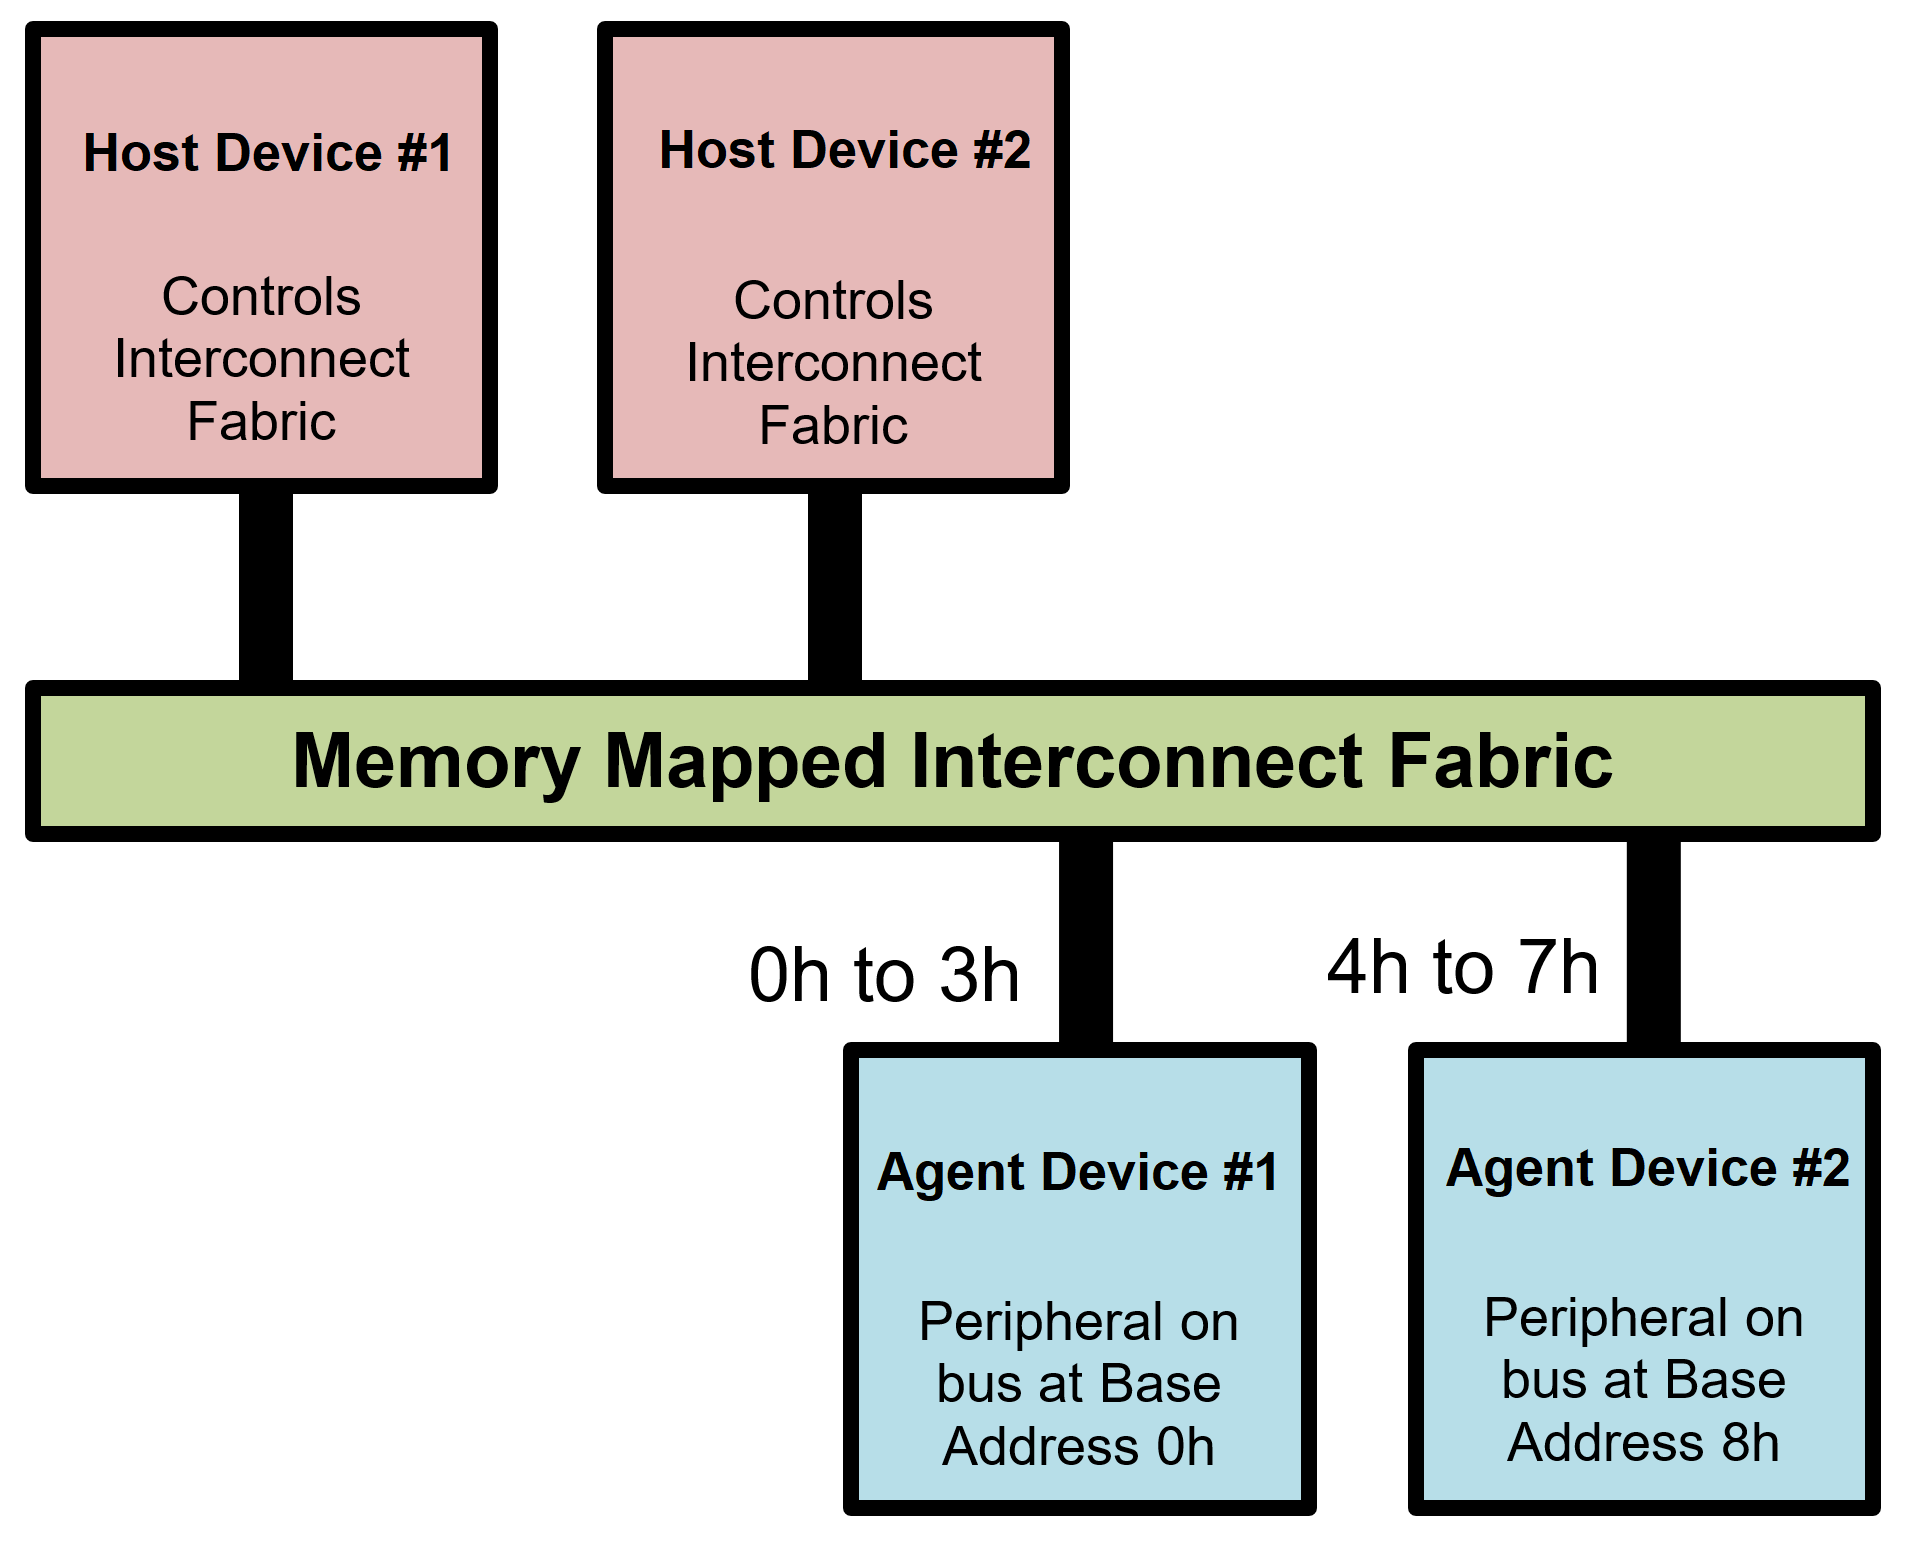 Host Device #1
Controls
Interconnect
Fabric
Host Device #2
Controls
Interconnect
Fabric
Memory Mapped Interconnect Fabric
0h to 3h
4h to 7h
Agent Device #1
Peripheral on
bus at Base
Address 0h
Agent Device #2
Peripheral on
bus at Base
Address 8h